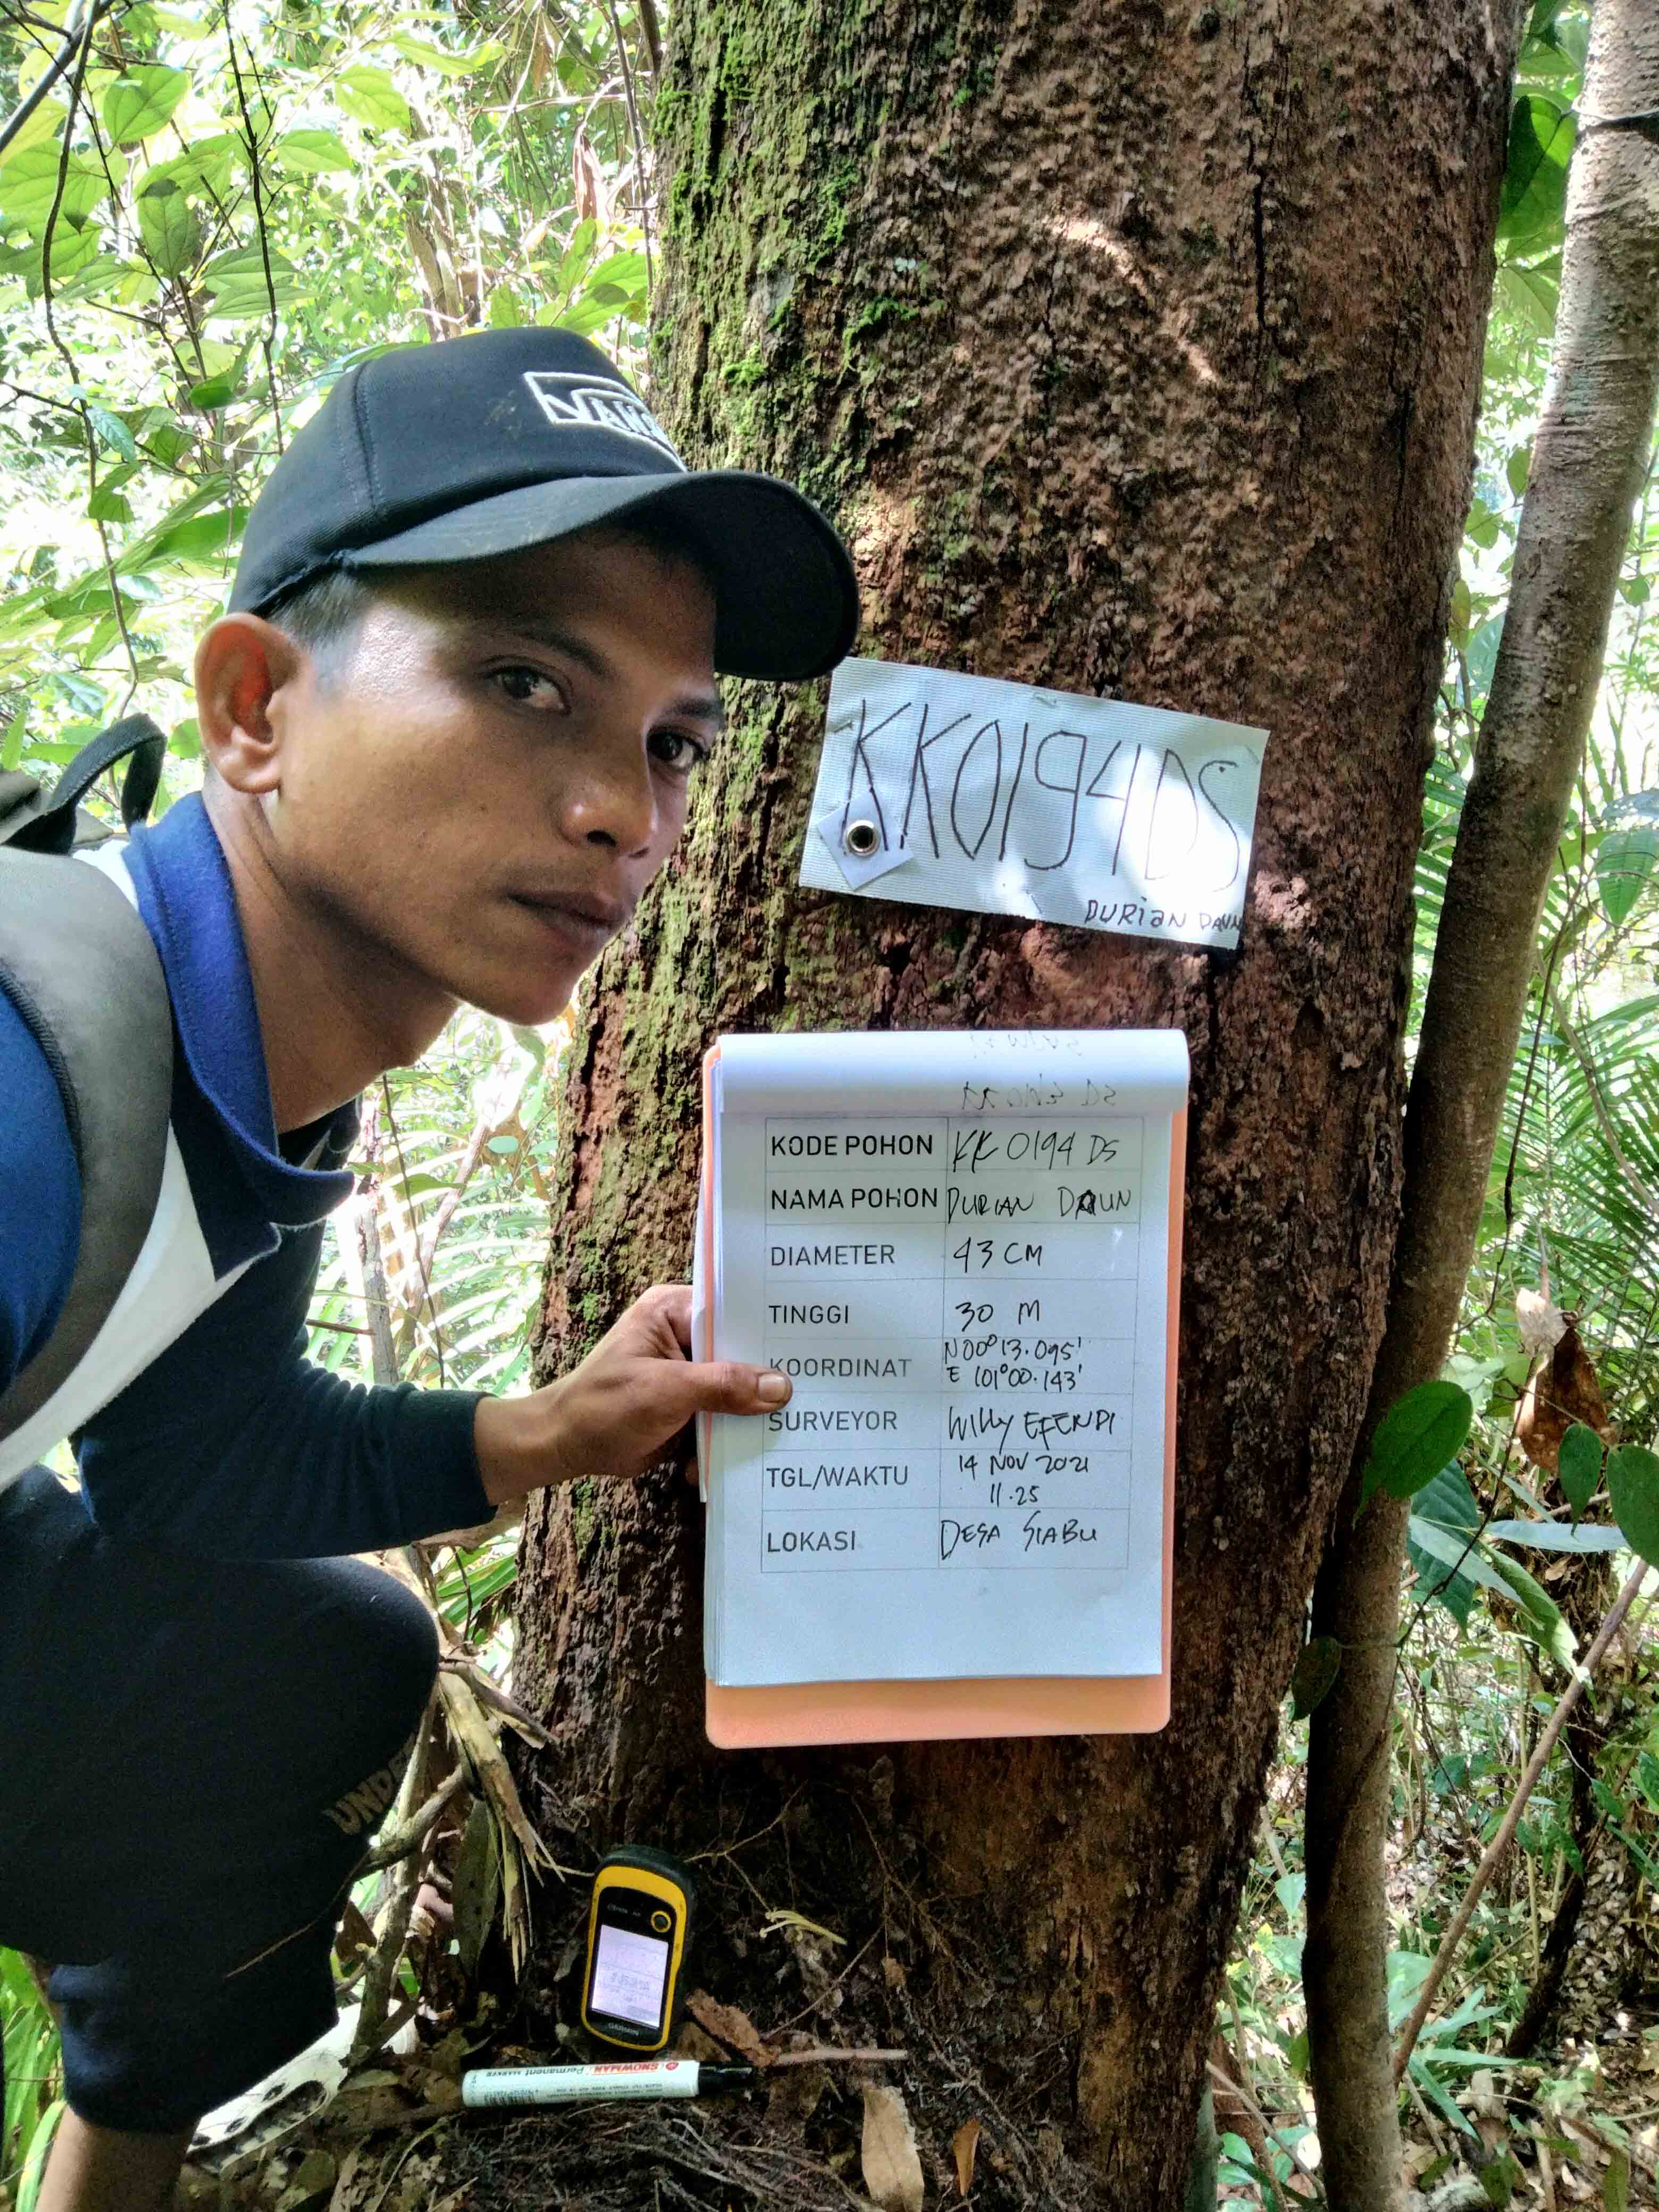 VANS
KK0194DS
DURIAN DAUN
KODE POHON KK 0194 DS
NAMA POHON DURIAN DAUN
DIAMETER 43 CM
TINGGI 30 M
KOORDINAT N00°13.095'
E 101°00.143'
SURVEYOR Willy EFENDI
TGL/WAKTU 14 NOV 2021
11.25
LOKASI DESA SIABU
GARMIN
SNOWMAN Permanent MARKER